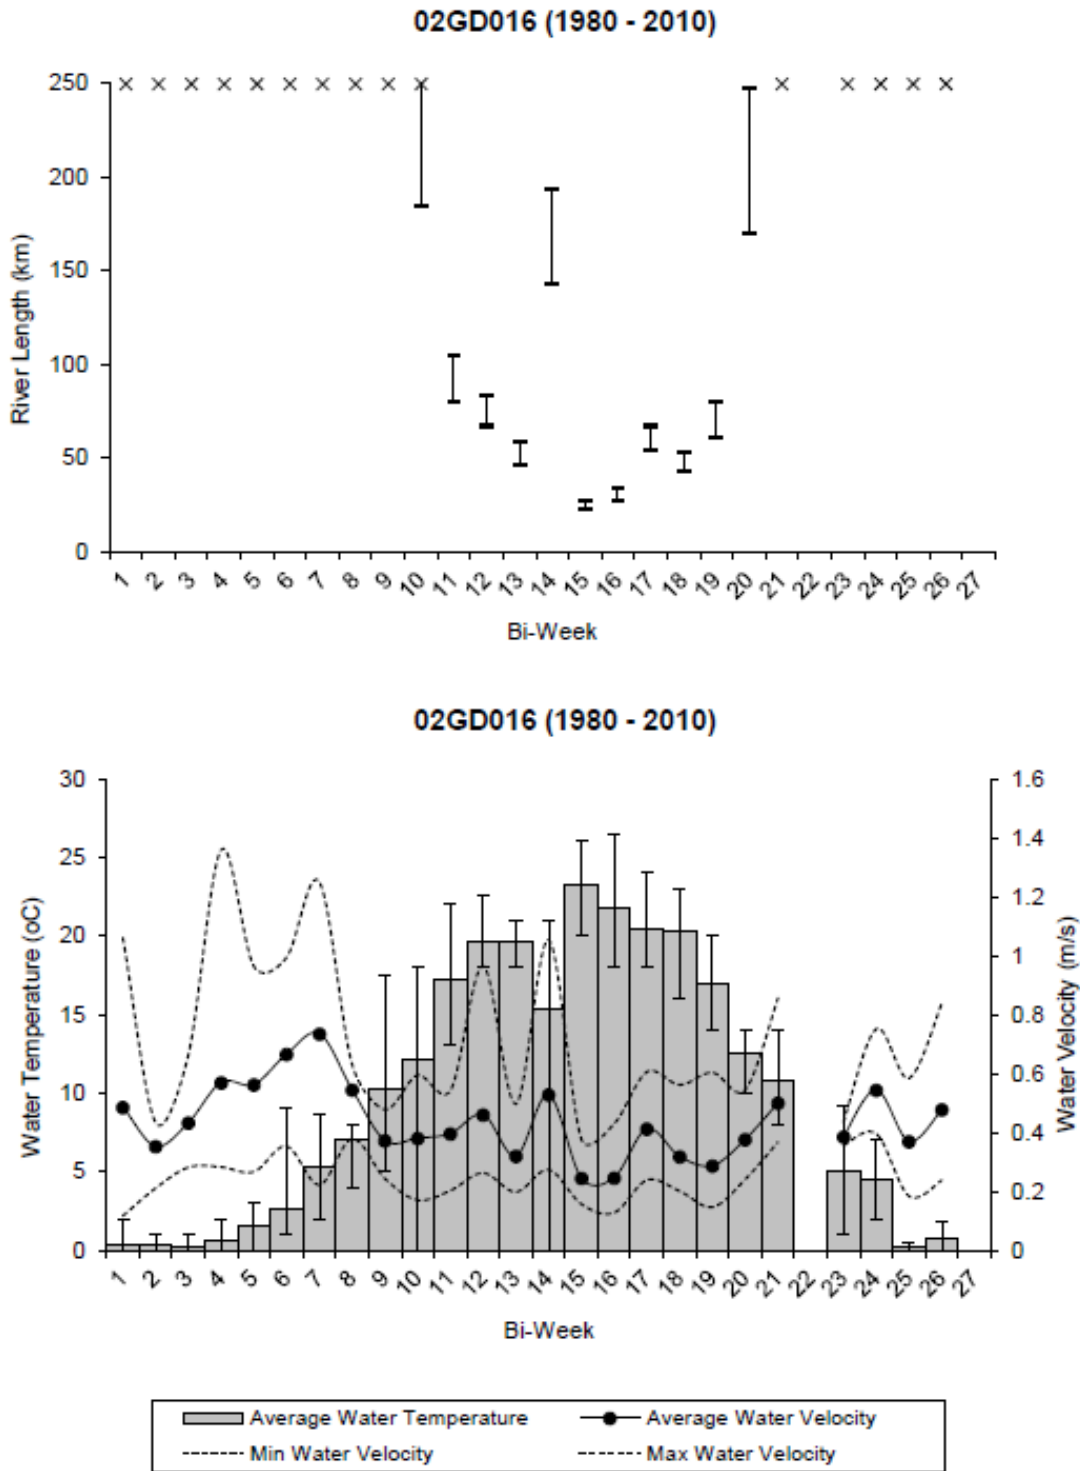 02GD016 (1980 - 2010)
250
200
150
100
50
0
River Length (km)
1 2 3 4 5 6 7 8 9 10 11 12 13 14 15 16 17 18 19 20 21 22 23 24 25 26 27
Bi-Week
02GD016 (1980 - 2010)
30 1.6
25 1.4
20 1.2
15 1
10 0.8
5 0.6
0 0.4
0.2
0
Water Temperature (oC)
Water Velocity (m/s)
1 2 3 4 5 6 7 8 9 10 11 12 13 14 15 16 17 18 19 20 21 22 23 24 25 26 27
Bi-Week
Average Water Temperature Average Water Velocity
Min Water Velocity Max Water Velocity